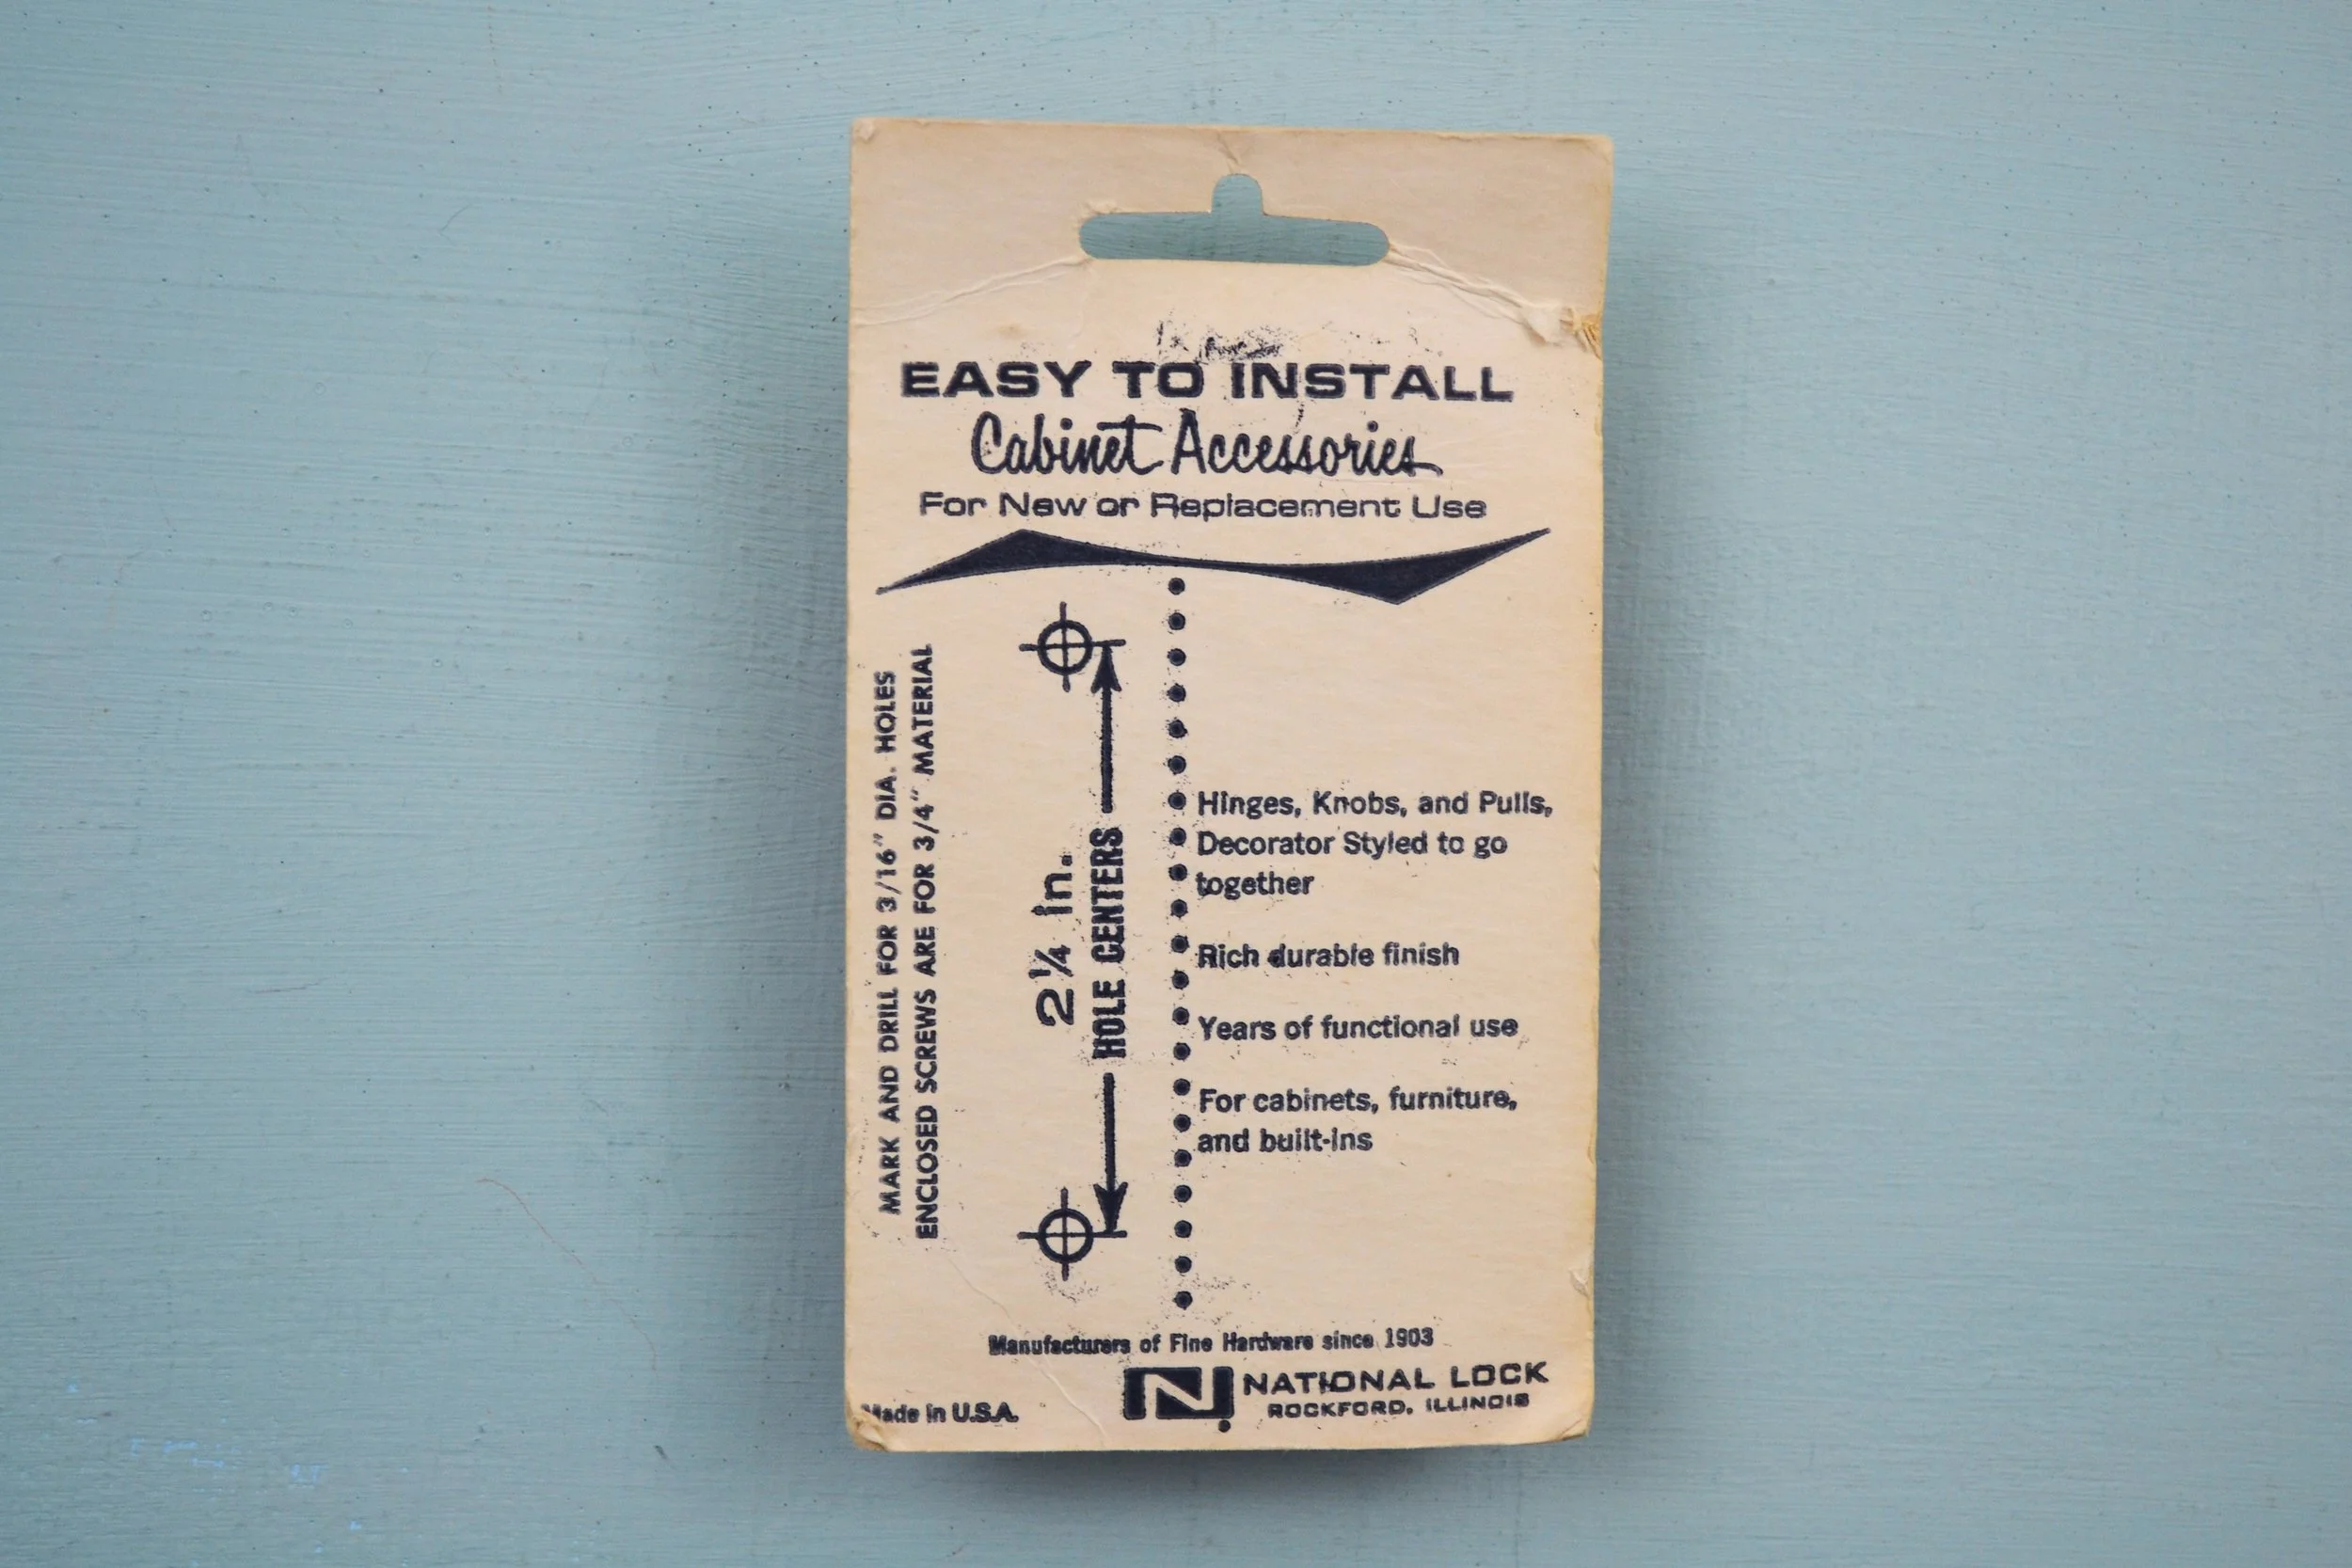 EASY TO INSTALL
Cabinet Accessories
For New or Replacement Use
MARK AND DRILL FOR 3/16" DIA. HOLES
ENCLOSED SCREWS ARE FOR 3/4" MATERIAL
2¼ in.
HOLE CENTERS
Hinges, Knobs, and Pulls,
Decorator Styled to go
together
Rich durable finish
Years of functional use
For cabinets, furniture,
and built-ins
Manufacturers of Fine Hardware since 1903
N NATIONAL LOCK
ROCKFORD, ILLINOIS
Made in U.S.A.